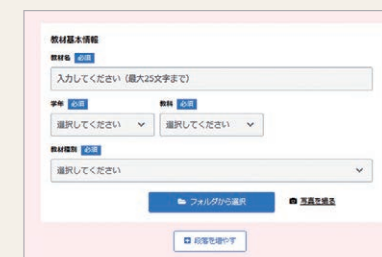 教材基本情報
教材名 必須
入力してください（最大25文字まで）
学年 必須 教科 必須
選択してください 選択してください
教材種別 必須
選択してください
フォルダから選択 写真を撮る
段落を増やす